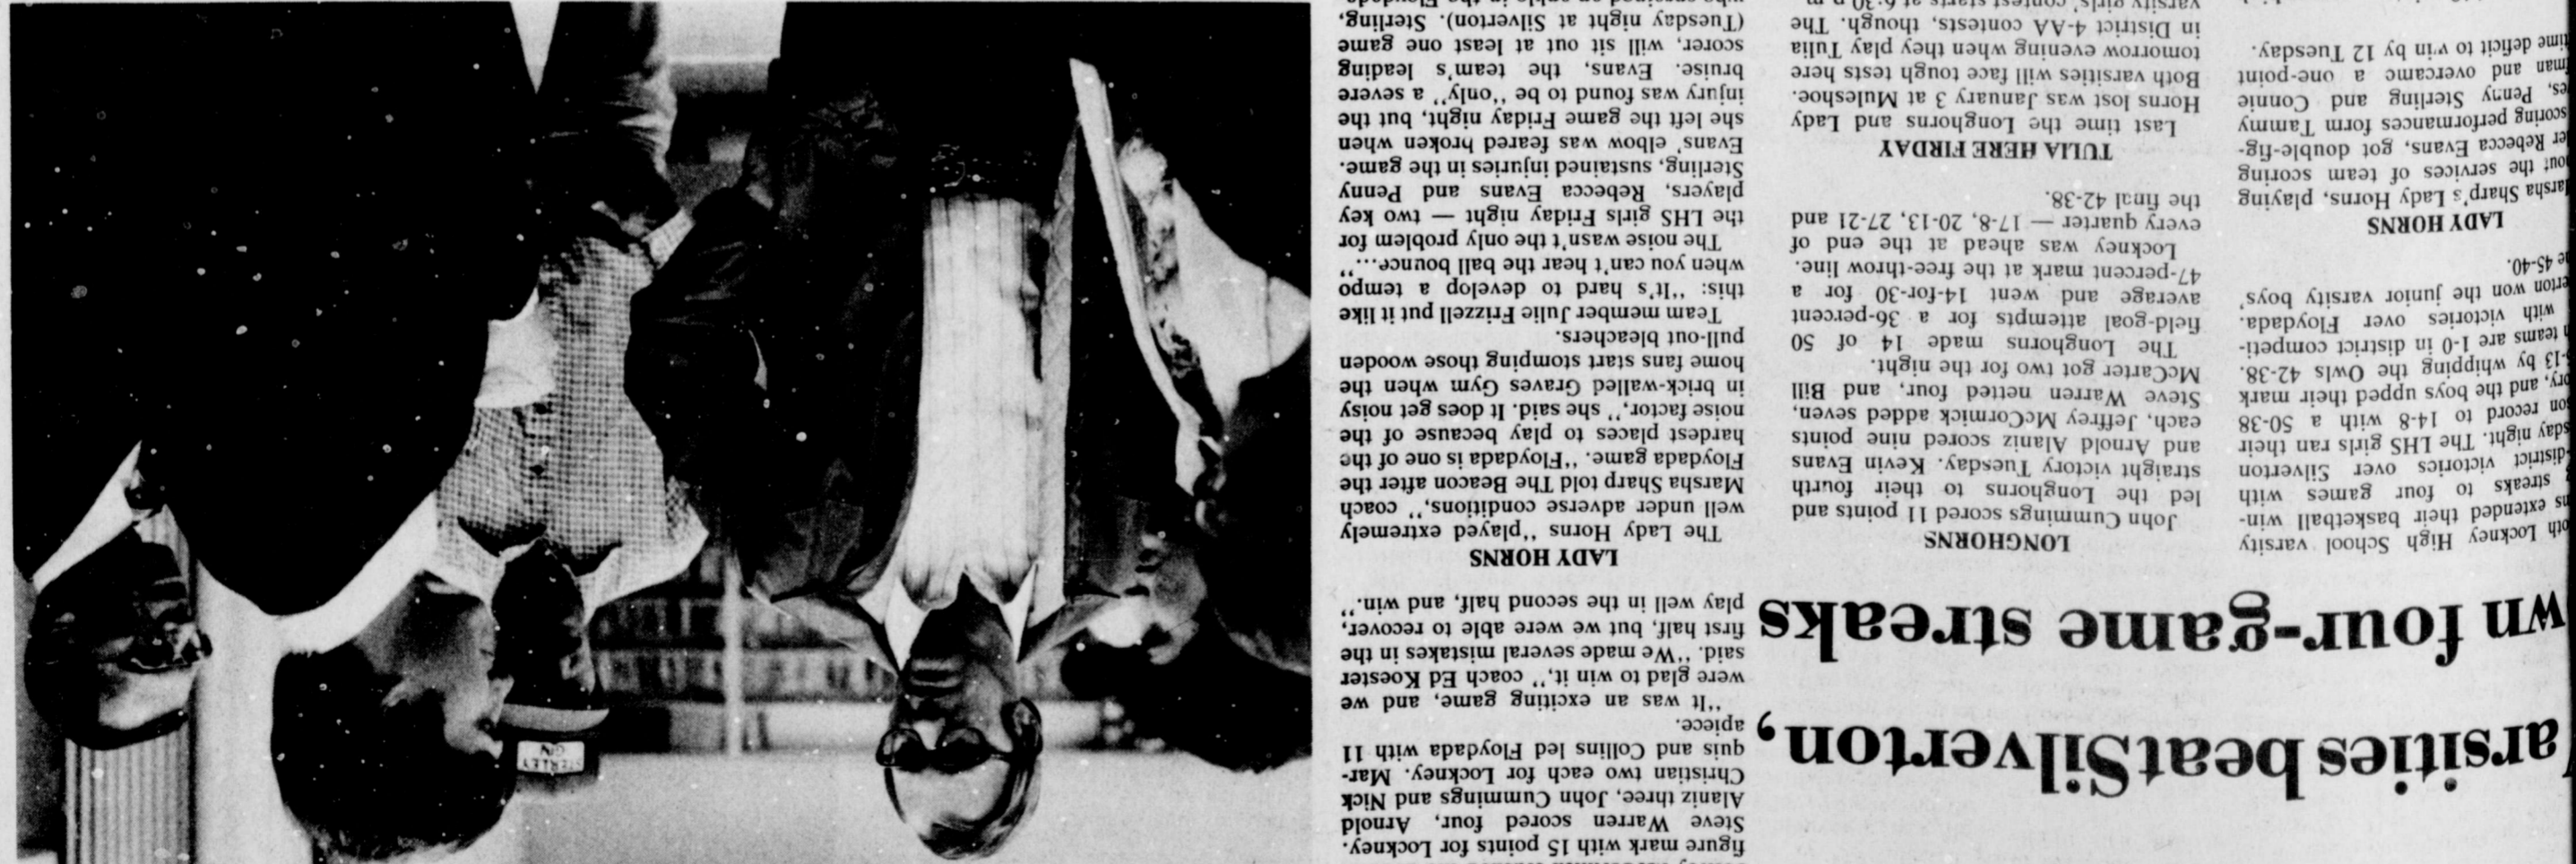 arsities beat Silverton,
wn four-game streaks
oth Lockney High School varsity
ns extended their basketball win-
streaks to four games with
-district victories over Silverton
sday night. The LHS girls ran their
on record to 14-8 with a 50-38
ory, and the boys upped their mark
-13 by whipping the Owls 42-38.
h teams are 1-0 in district competi-
with victories over Floydada.
erton won the junior varsity boys'
e 45-40.
LADY HORNS
arsha Sharp's Lady Horns, playing
out the services of team scoring
er Rebecca Evans, got double-fig-
scoring performances form Tammy
es, Penny Sterling and Connie
man and overcame a one-point
time deficit to win by 12 Tuesday.
LONGHORNS
John Cummings scored 11 points and
led the Longhorns to their fourth
straight victory Tuesday. Kevin Evans
and Arnold Alaniz scored nine points
each, Jeffrey McCormick added seven,
Steve Warren netted four, and Bill
McCarter got two for the night.
The Longhorns made 14 of 50
field-goal attempts for a 36-percent
average and went 14-for-30 for a
47-percent mark at the free-throw line.
Lockney was ahead at the end of
every quarter — 17-8, 20-13, 27-21 and
the final 42-38.
TULIA HERE FIRDAY
Last time the Longhorns and Lady
Horns lost was January 3 at Muleshoe.
Both varsities will face tough tests here
tomorrow evening when they play Tulia
in District 4-AA contests, though. The
varsity girls' contest starts at 6:30 p.m.
figure mark with 15 points for Lockney.
Steve Warren scored four, Arnold
Alaniz three, John Cummings and Nick
Christian two each for Lockney. Mar-
quis and Collins led Floydada with 11
apiece.
"It was an exciting game, and we
were glad to win it," coach Ed Koester
said. "We made several mistakes in the
first half, but we were able to recover,
play well in the second half, and win."
LADY HORNS
The Lady Horns "played extremely
well under adverse conditions," coach
Marsha Sharp told The Beacon after the
Floydada game. "Floydada is one of the
hardest places to play because of the
noise factor," she said. It does get noisy
in brick-walled Graves Gym when the
home fans start stomping those wooden
pull-out bleachers.
Team member Julie Frizzell put it like
this: "It's hard to develop a tempo
when you can't hear the ball bounce..."
The noise wasn't the only problem for
the LHS girls Friday night — two key
players, Rebecca Evans and Penny
Sterling, sustained injuries in the game.
Evans' elbow was feared broken when
she left the game Friday night, but the
injury was found to be "only" a severe
bruise. Evans, the team's leading
scorer, will sit out at least one game
(Tuesday night at Silverton). Sterling,
STERLEY
GIN